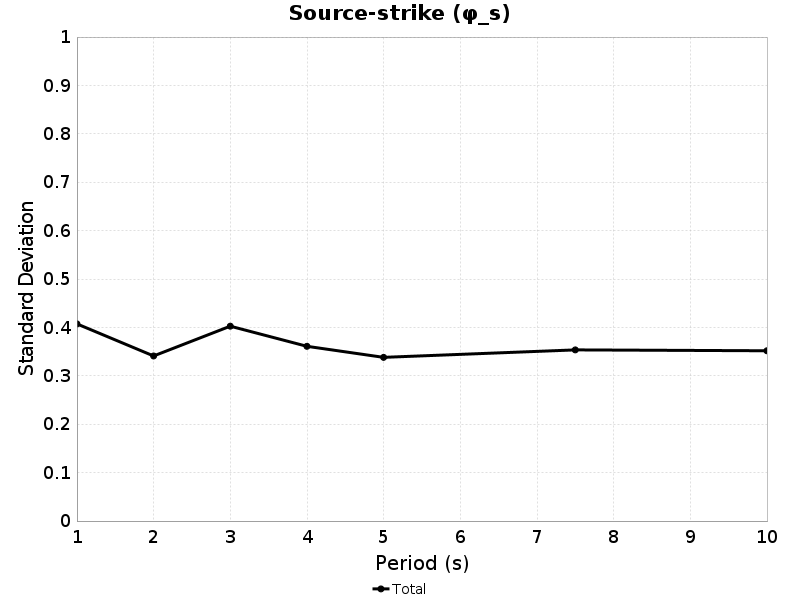 Source-strike (φ_s)
Standard Deviation
1
0.9
0.8
0.7
0.6
0.5
0.4
0.3
0.2
0.1
0
1 2 3 4 5 6 7 8 9 10
Period (s)
Total